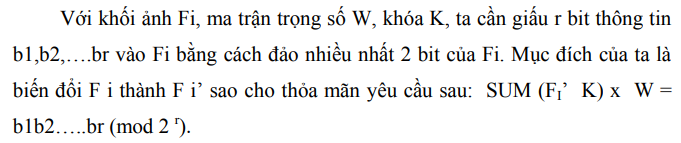 Với khối ảnh Fi, ma trận trọng số W, khóa K, ta cần giấu r bit thông tin
b1,b2,….br vào Fi bằng cách đảo nhiều nhất 2 bit của Fi. Mục đích của ta là
biến đổi F i thành F i’ sao cho thỏa mãn yêu cầu sau: SUM (FI’ K) x W =
b1b2…..br (mod 2 r).